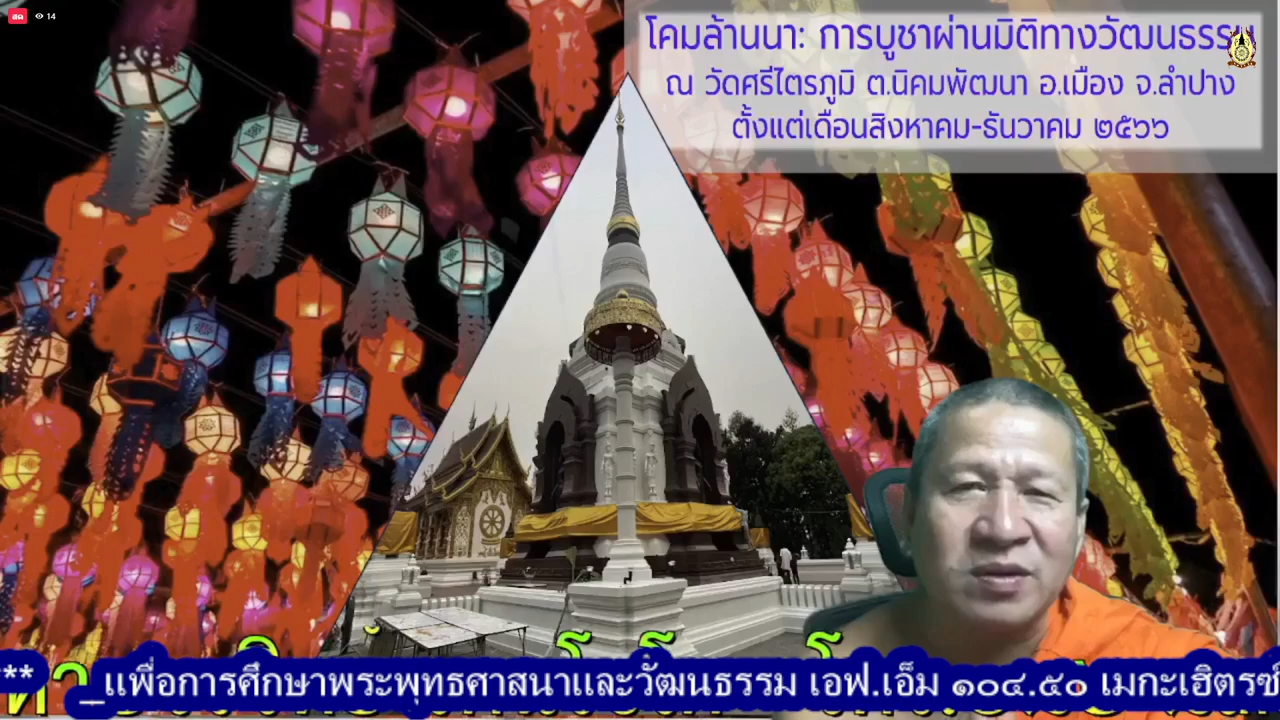 สด 14
โคมล้านนา: การบูชาผ่านมิติทางวัฒนธรรม
ณ วัดศรีไตรภูมิ ต.นิคมพัฒนา อ.เมือง จ.ลำปาง
ตั้งแต่เดือนสิงหาคม-ธันวาคม ๒๕๖๖
** _เเพื่อการศึกษาพระพุทธศาสนาและวัฒนธรรม เอฟ.เอ็ม ๑๐๔.๕๐ เมกะเฮิตรซ์